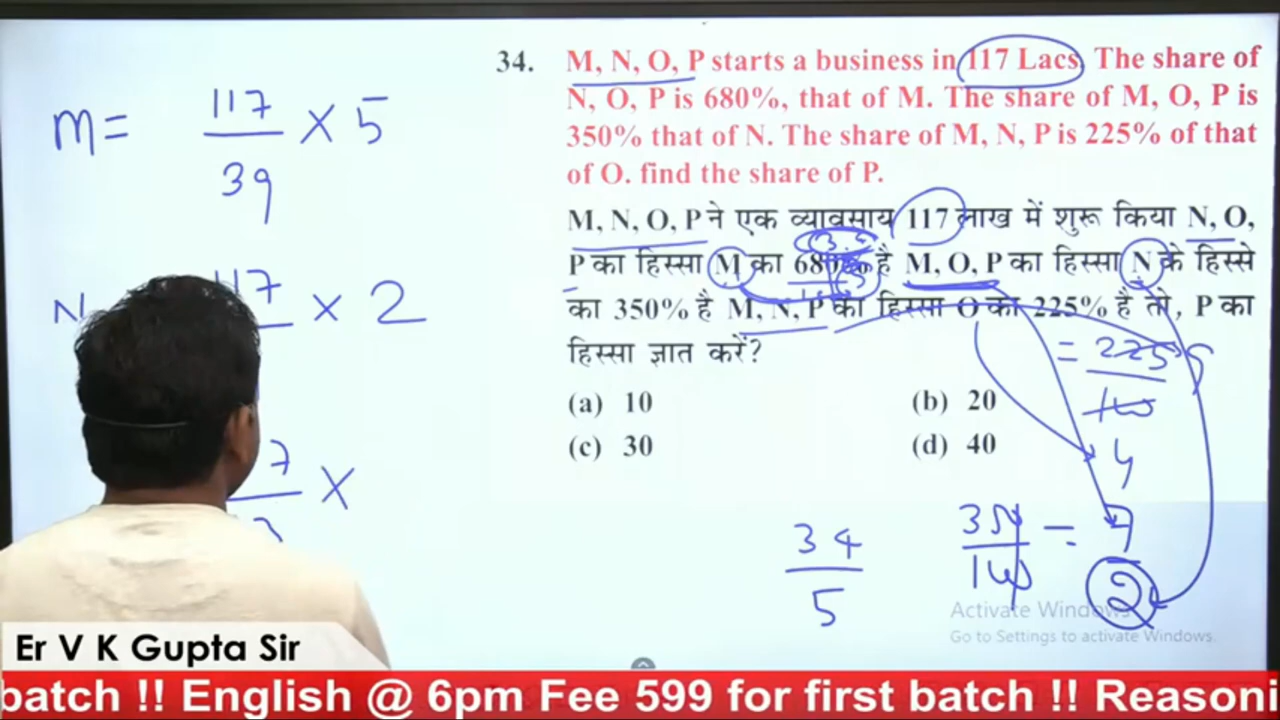 34. M, N, O, P starts a business in 117 Lacs. The share of
N, O, P is 680%, that of M. The share of M, O, P is
350% that of N. The share of M, N, P is 225% of that
of O. find the share of P.
M, N, O, P ने एक व्यावसाय 117 लाख में शुरू किया N, O,
P का हिस्सा M का 680% है M, O, P का हिस्सा N के हिस्से
का 350% है M, N, P का हिस्सा O का 225% है तो, P का
हिस्सा ज्ञात करें?
(a) 10 (b) 20
(c) 30 (d) 40
M = 117/39 × 5
N 17 × 2
7 ×
= 225
4
34/5
7/2
Activate Windows
Go to Settings to activate Windows.
Er V K Gupta Sir
batch !! English @ 6pm Fee 599 for first batch !! Reasoni